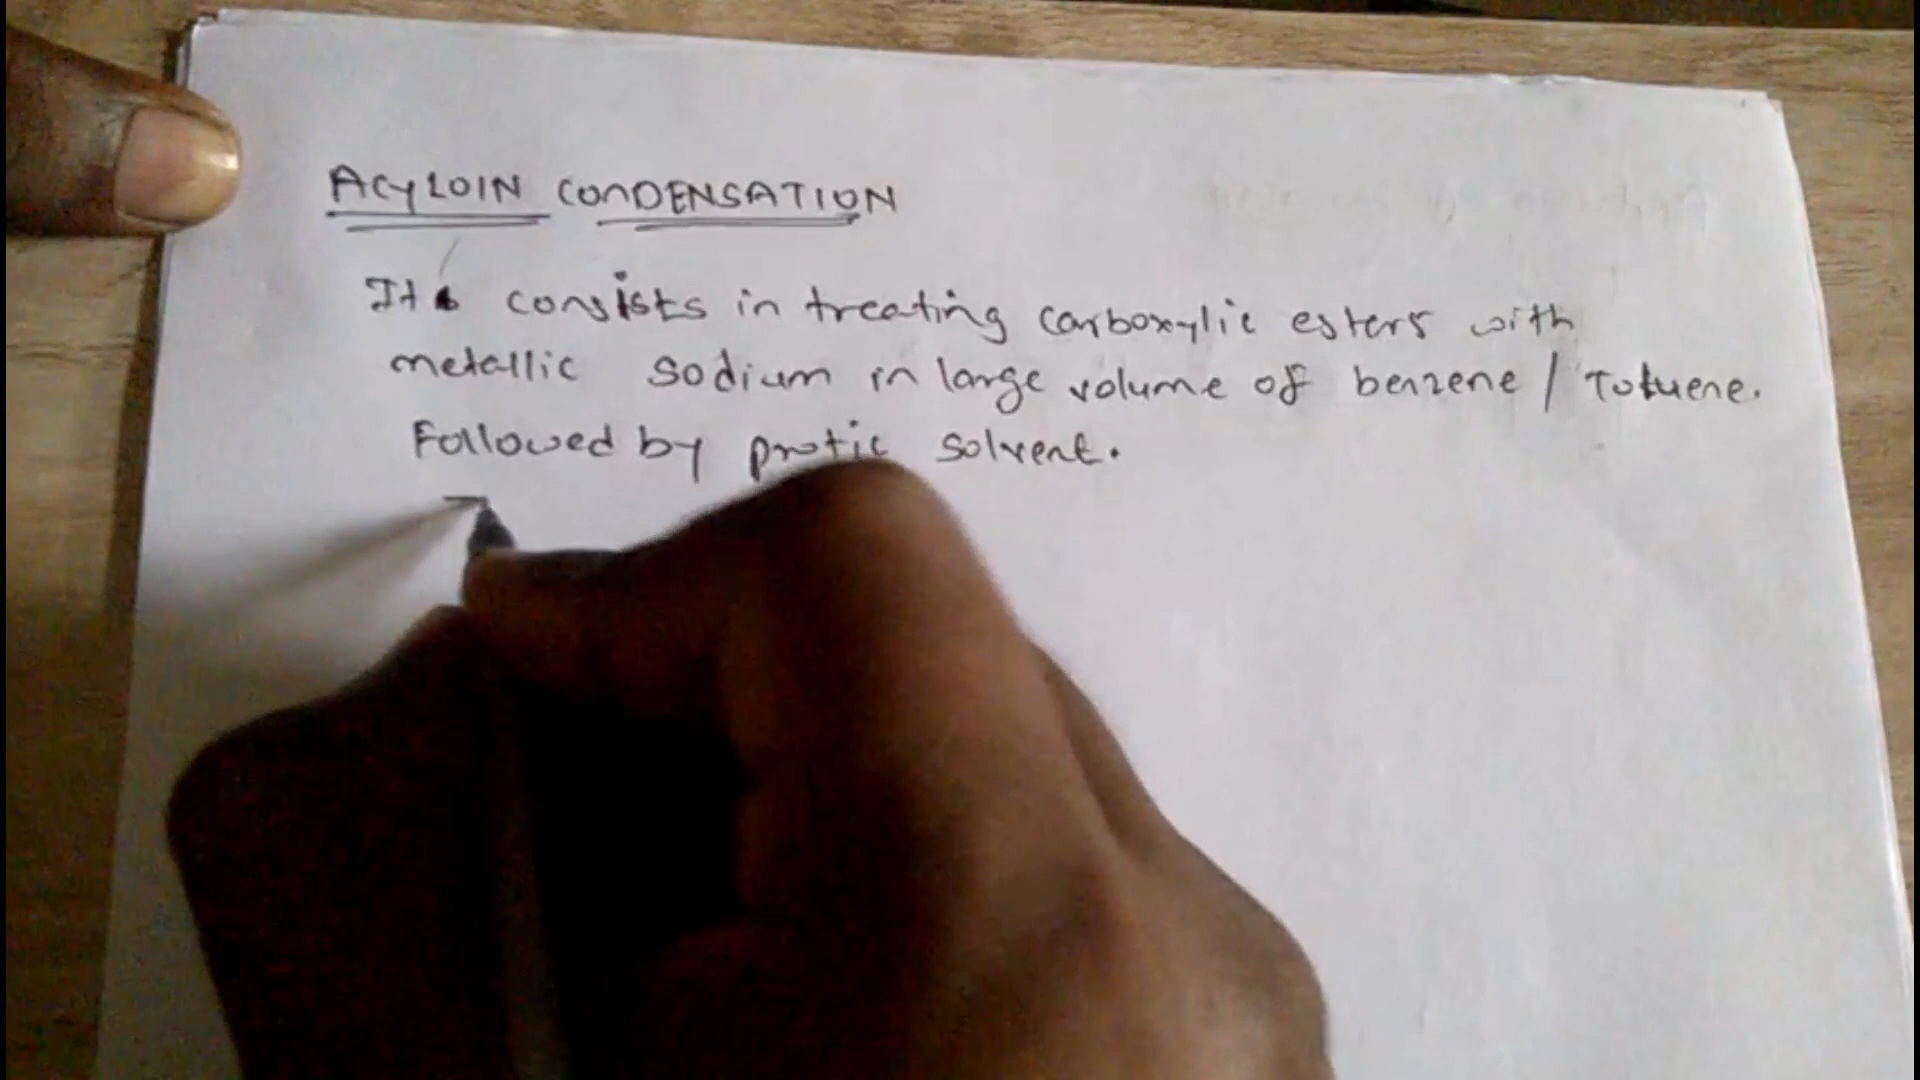 ACYLOIN CONDENSATION
It consists in treating carboxylic esters with
metallic sodium in large volume of benzene / Toluene.
Followed by protic solvent.